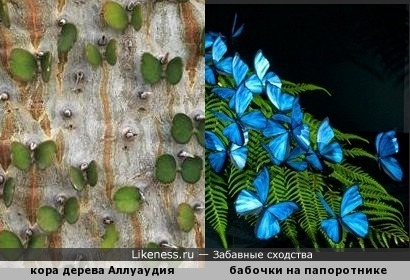 Likeness.ru — Забавные сходства
кора дерева Аллуаудия
бабочки на папоротнике